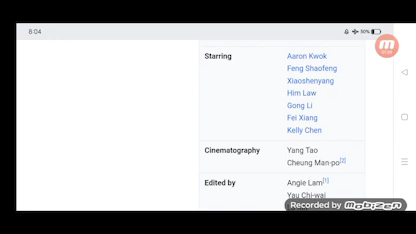 8:04
50%
Starring
Aaron Kwok
Feng Shaofeng
Xiaoshenyang
Him Law
Gong Li
Fei Xiang
Kelly Chen
Cinematography
Yang Tao
Cheung Man-po[2]
Edited by
Angie Lam[1]
Yau Chi-wai
Recorded by
Mobizen